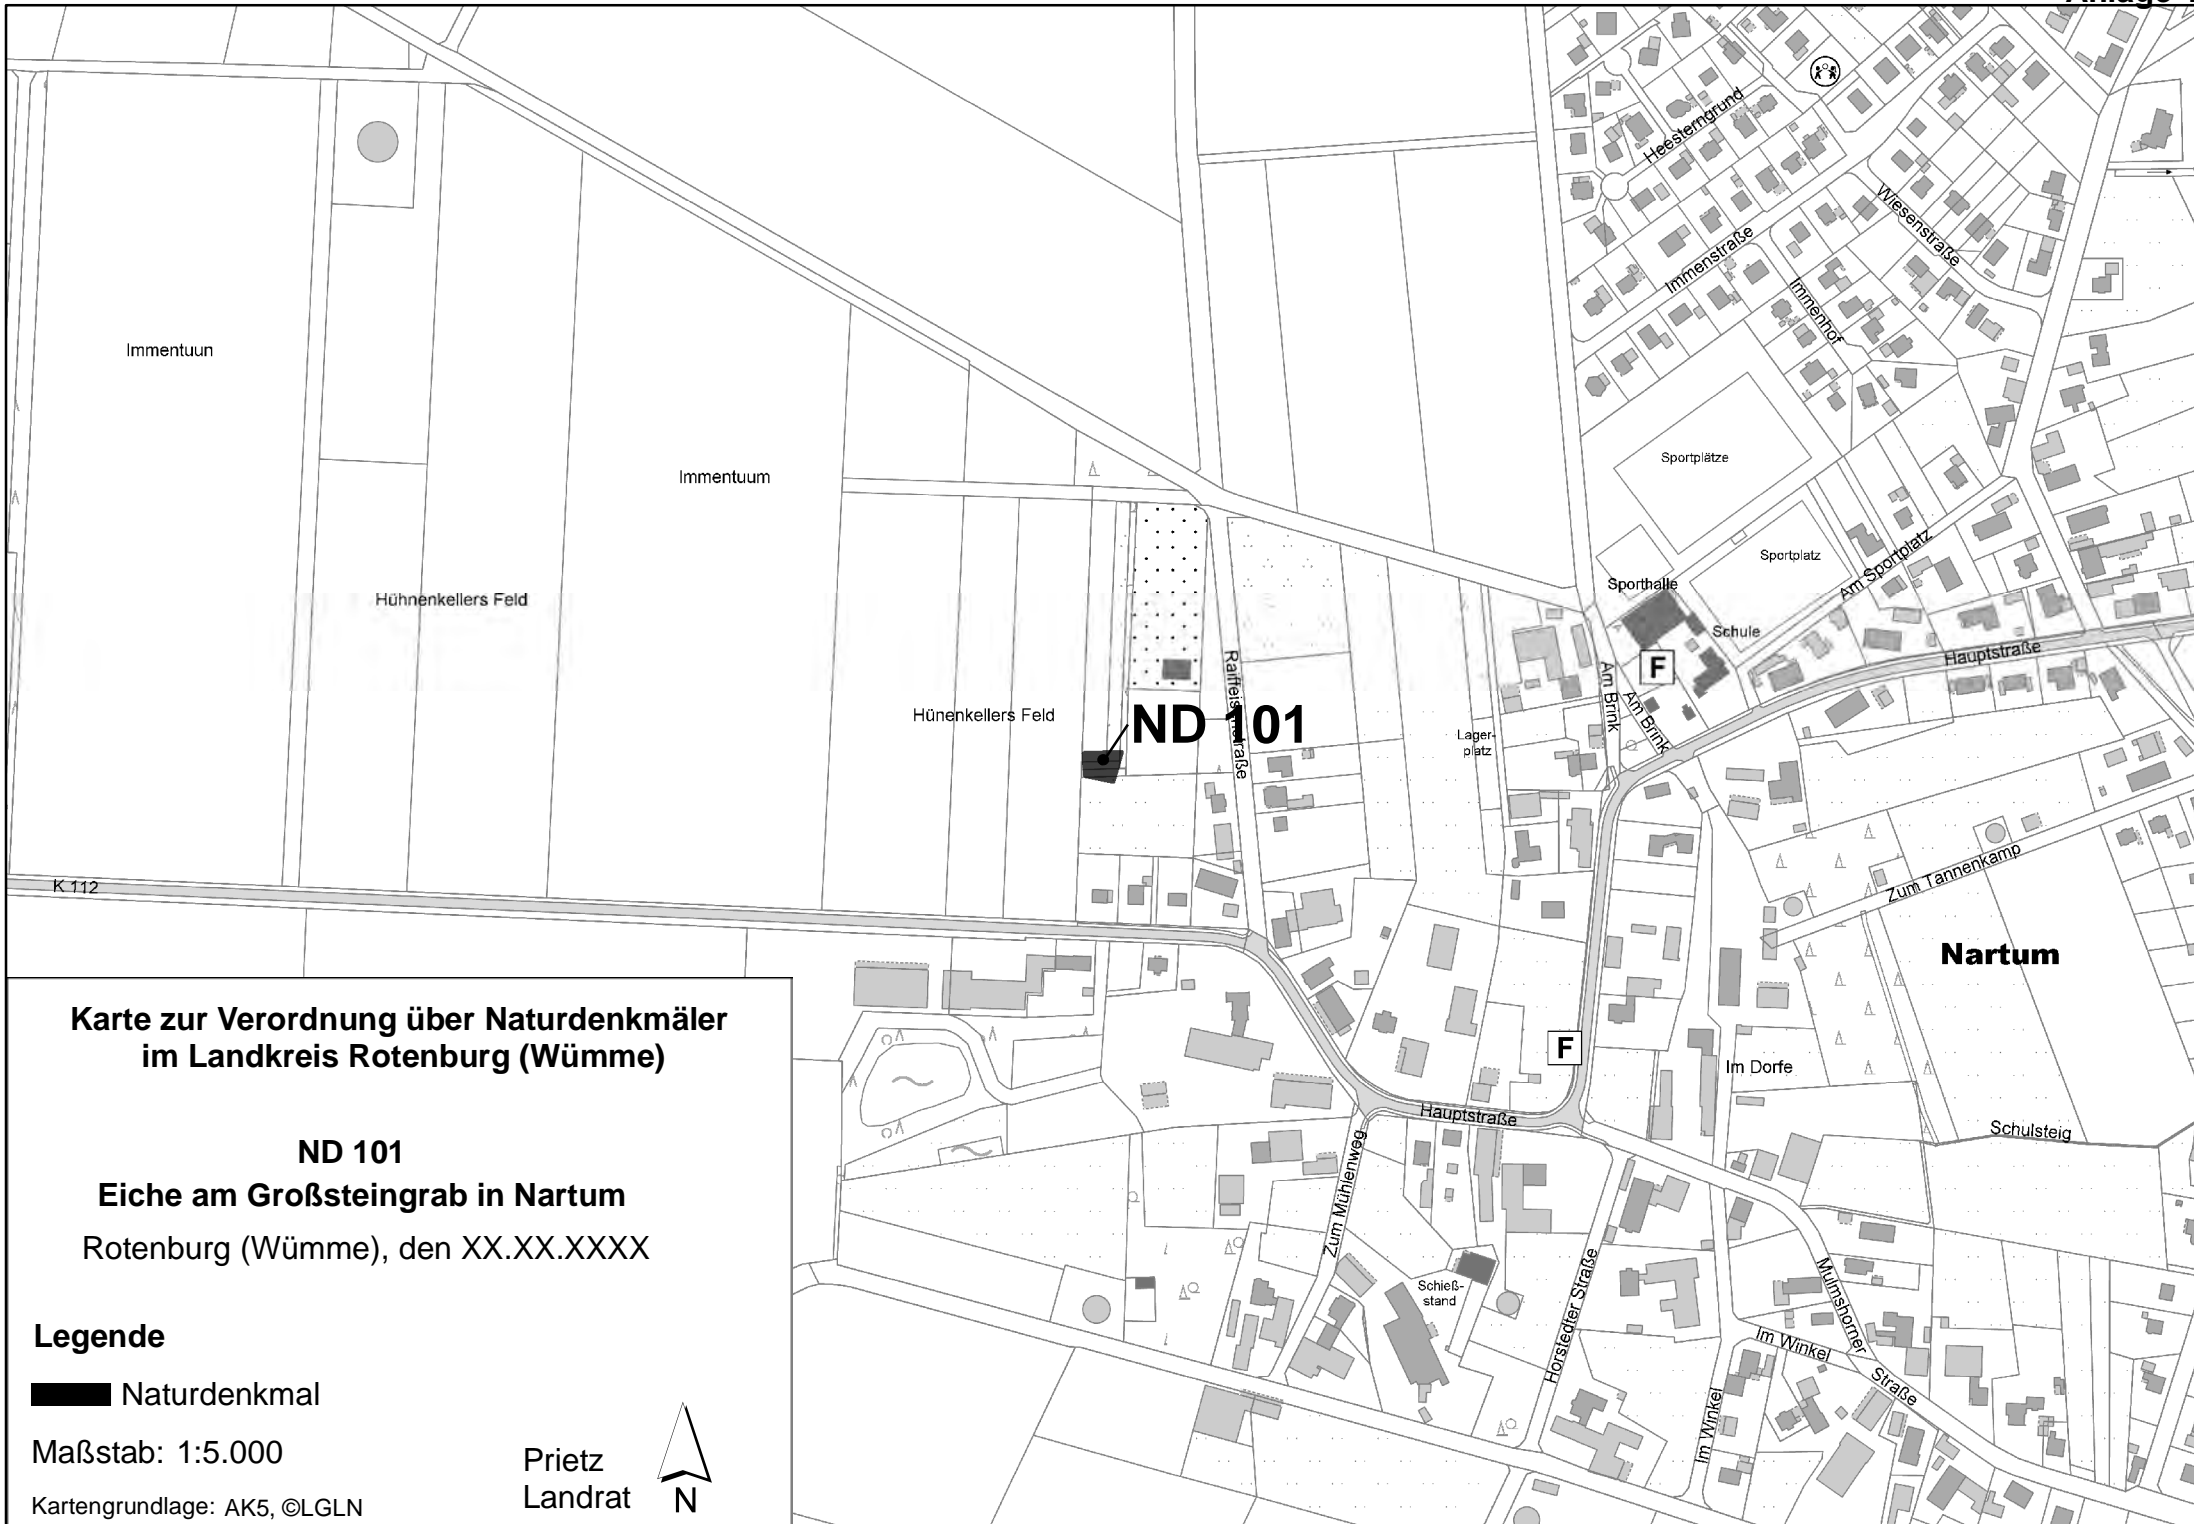 Heesterngrund
Wiesenstraße
Immenstraße
Immenhof
Immentuun
Immentuum
Sportplätze
Sportplatz
Am Sportplatz
Sporthalle
Schule
Hühnenkellers Feld
Hünenkellers Feld
ND 101
Am Brink
Am Brink
F
Hauptstraße
Lager-
platz
K 112
Zum Tannenkamp
Nartum
F
Im Dorfe
Hauptstraße
Schulsteig
Zum Mühlenweg
Schieß-
stand
Horstedter Straße
Mulmshorner
Straße
Im Winkel
Im Winkel
Karte zur Verordnung über Naturdenkmäler
im Landkreis Rotenburg (Wümme)
ND 101
Eiche am Großsteingrab in Nartum
Rotenburg (Wümme), den XX.XX.XXXX
Legende
Naturdenkmal
Maßstab: 1:5.000
Prietz
Landrat
N
Kartengrundlage: AK5, ©LGLN